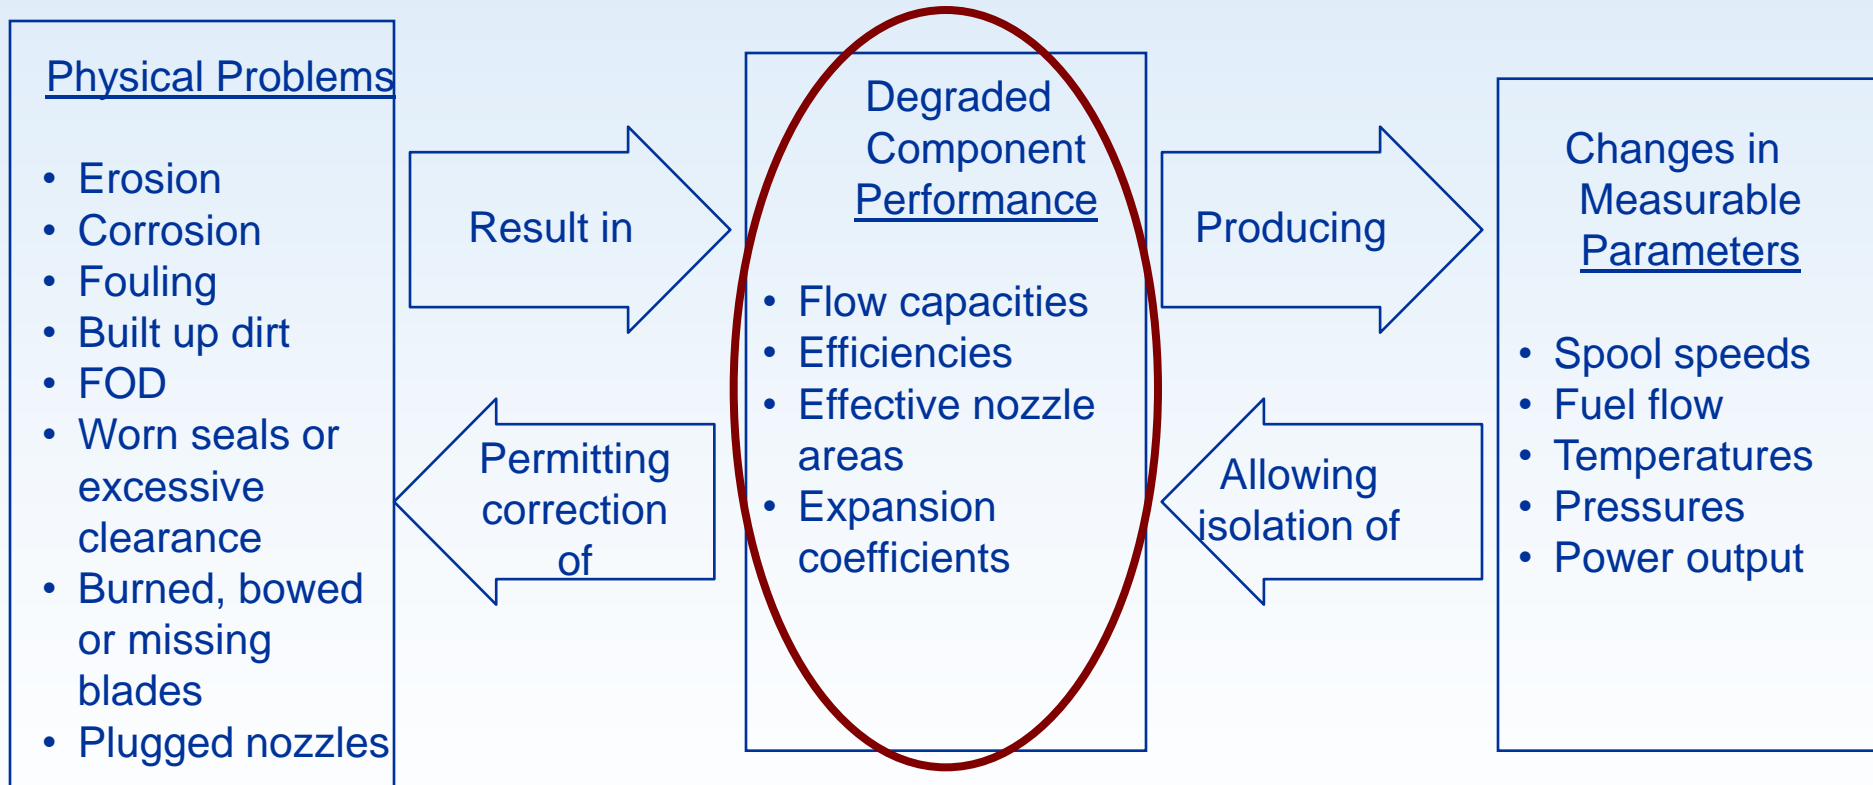 Physical Problems
• Erosion
• Corrosion
• Fouling
• Built up dirt
• FOD
• Worn seals or
excessive
clearance
• Burned, bowed
or missing
blades
• Plugged nozzles
Result in
Permitting
correction
of
Degraded
Component
Performance
• Flow capacities
• Efficiencies
• Effective nozzle
areas
• Expansion
coefficients
Producing
Allowing
isolation of
Changes in
Measurable
Parameters
• Spool speeds
• Fuel flow
• Temperatures
• Pressures
• Power output